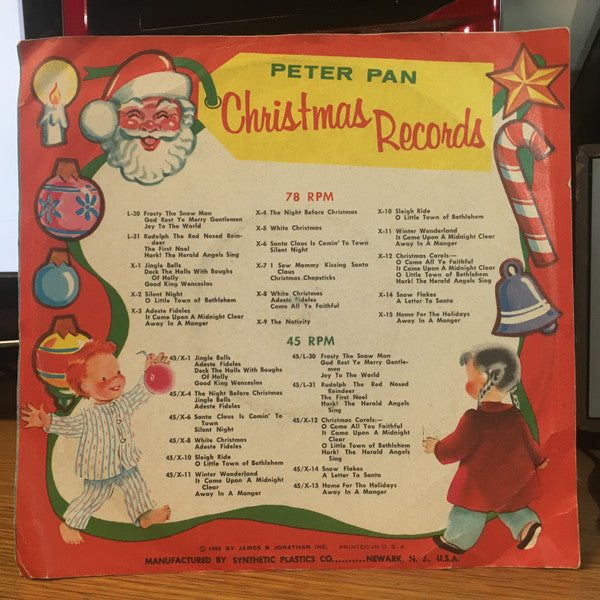 PETER PAN
Christmas Records
78 RPM
L-30 Frosty The Snow Man
God Rest Ye Merry Gentlemen
Joy To The World
L-31 Rudolph The Red Nosed Rein-
deer
The First Noel
Hark! The Herald Angels Sing
X-1 Jingle Bells
Deck The Halls With Boughs
Of Holly
Good King Wenceslos
X-2 Silent Night
O Little Town of Bethlehem
X-3 Adeste Fideles
It Came Upon A Midnight Clear
Away In A Manger
X-4 The Night Before Christmas
X-5 White Christmas
X-6 Santa Claus Is Comin' To Town
Silent Night
X-7 I Saw Mommy Kissing Santa
Claus
Christmas Chopsticks
X-8 White Christmas
Adeste Fideles
Come All Ye Faithful
X-9 The Nativity
X-10 Sleigh Ride
O Little Town of Bethlehem
X-11 Winter Wonderland
It Came Upon A Midnight Clear
Away In A Manger
X-12 Christmas Carols:—
O Come All Ye Faithful
It Came Upon A Midnight Clear
O Little Town of Bethlehem
Hark! The Herald Angels Sing
X-14 Snow Flakes
A Letter To Santa
X-15 Home For The Holidays
Away In A Manger
45 RPM
45/X-1 Jingle Bells
Adeste Fideles
Deck The Halls With Boughs
Of Holly
Good King Wenceslos
45/X-4 The Night Before Christmas
Jingle Bells
Adeste Fideles
45/X-6 Santa Claus Is Comin' To
Town
Silent Night
45/X-8 White Christmas
Adeste Fideles
45/X-10 Sleigh Ride
O Little Town of Bethlehem
45/X-11 Winter Wonderland
It Came Upon A Midnight
Clear
Away In A Manger
45/L-30 Frosty The Snow Man
God Rest Ye Merry Gentle-
men
Joy To The World
45/L-31 Rudolph The Red Nosed
Reindeer
The First Noel
Hark! The Herald Angels
Sing
45/X-12 Christmas Carols:—
O Come All You Faithful
It Came Upon A Midnight
Clear
O Little Town of Bethlehem
Hark! The Herald Angels
Sing
45/X-14 Snow Flakes
A Letter To Santa
45/X-15 Home For The Holidays
Away In A Manger
© 1956 BY JAMES & JONATHAN INC. PRINTED IN U. S. A.
MANUFACTURED BY SYNTHETIC PLASTICS CO..........NEWARK, N. J., U.S.A.